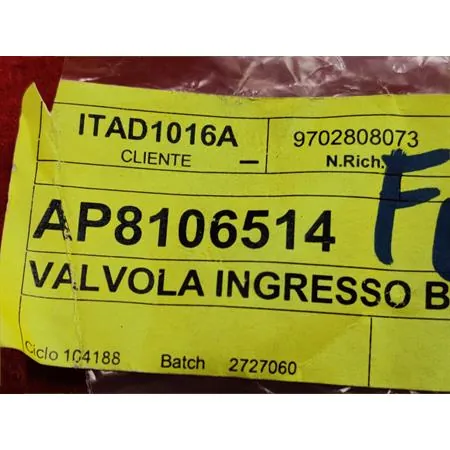 ITAD1016A
9702808073
CLIENTE
N.Rich.
AP8106514
VALVOLA INGRESSO B
Ciclo 104188 Batch 2727060